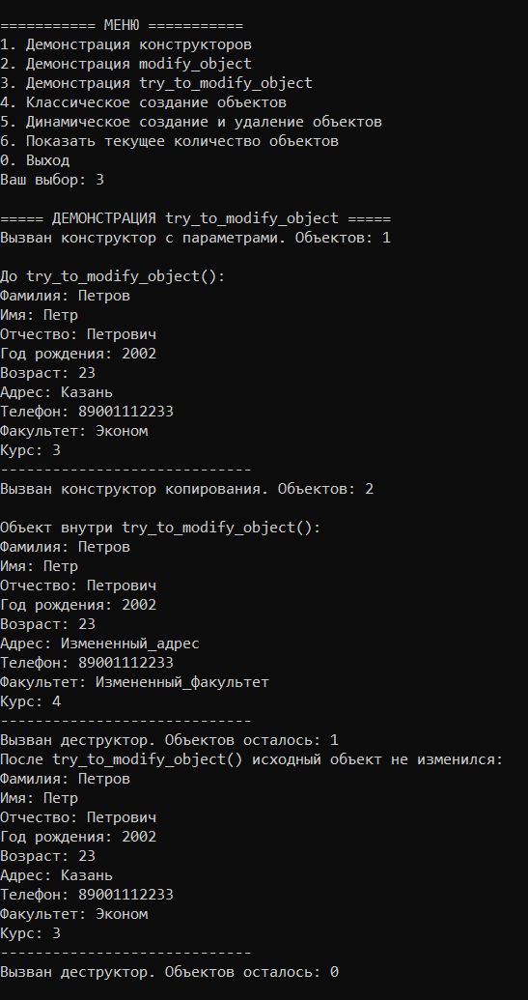 =========== МЕНЮ ===========
1. Демонстрация конструкторов
2. Демонстрация modify_object
3. Демонстрация try_to_modify_object
4. Классическое создание объектов
5. Динамическое создание и удаление объектов
6. Показать текущее количество объектов
0. Выход
Ваш выбор: 3
===== ДЕМОНСТРАЦИЯ try_to_modify_object =====
Вызван конструктор с параметрами. Объектов: 1
До try_to_modify_object():
Фамилия: Петров
Имя: Петр
Отчество: Петрович
Год рождения: 2002
Возраст: 23
Адрес: Казань
Телефон: 89001112233
Факультет: Эконом
Курс: 3
-----------------------------
Вызван конструктор копирования. Объектов: 2
Объект внутри try_to_modify_object():
Фамилия: Петров
Имя: Петр
Отчество: Петрович
Год рождения: 2002
Возраст: 23
Адрес: Измененный_адрес
Телефон: 89001112233
Факультет: Измененный_факультет
Курс: 4
-----------------------------
Вызван деструктор. Объектов осталось: 1
После try_to_modify_object() исходный объект не изменился:
Фамилия: Петров
Имя: Петр
Отчество: Петрович
Год рождения: 2002
Возраст: 23
Адрес: Казань
Телефон: 89001112233
Факультет: Эконом
Курс: 3
-----------------------------
Вызван деструктор. Объектов осталось: 0